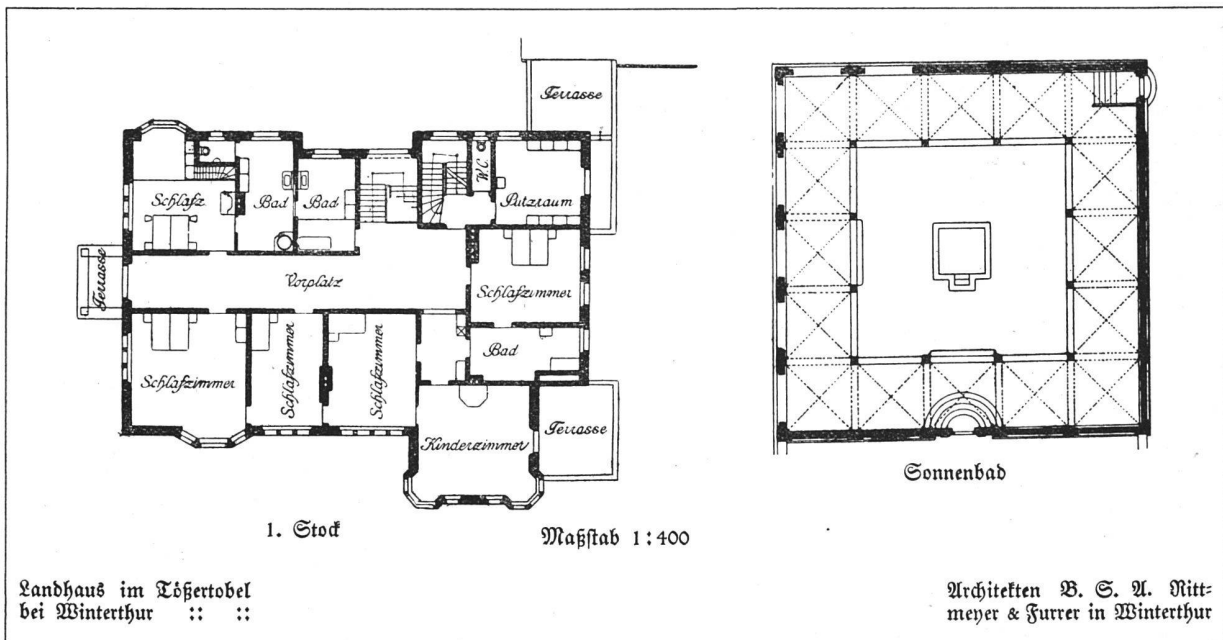 Terrasse
W.C.
Schlafz
Bad
Bad
Putzraum
Terrasse
Vorplatz
Schlafzimmer
Schlafzimmer
Schlafzimmer
Schlafzimmer
Bad
Kinderzimmer
Terrasse
Sonnenbad
1. Stock
Maßstab 1:400
Landhaus im Tößertobel
bei Winterthur :: ::
Architekten B. S. A. Ritt=
meyer & Furrer in Winterthur